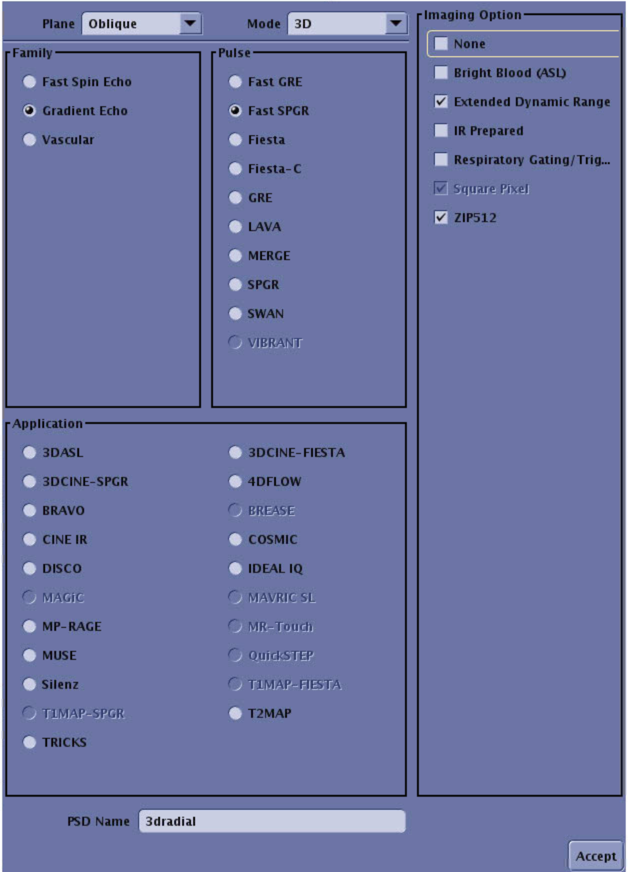 Plane Oblique Mode 3D
Family
Fast Spin Echo
Gradient Echo
Vascular
Pulse
Fast GRE
Fast SPGR
Fiesta
Fiesta-C
GRE
LAVA
MERGE
SPGR
SWAN
VIBRANT
Imaging Option
None
Bright Blood (ASL)
Extended Dynamic Range
IR Prepared
Respiratory Gating/Trig...
Square Pixel
ZIP512
Application
3DASL 3DCINE-FIESTA
3DCINE-SPGR 4DFLOW
BRAVO BREASE
CINE IR COSMIC
DISCO IDEAL IQ
MAGiC MAVRIC SL
MP-RAGE MR-Touch
MUSE QuickSTEP
Silenz T1MAP-FIESTA
T1MAP-SPGR T2MAP
TRICKS
PSD Name 3dradial
Accept